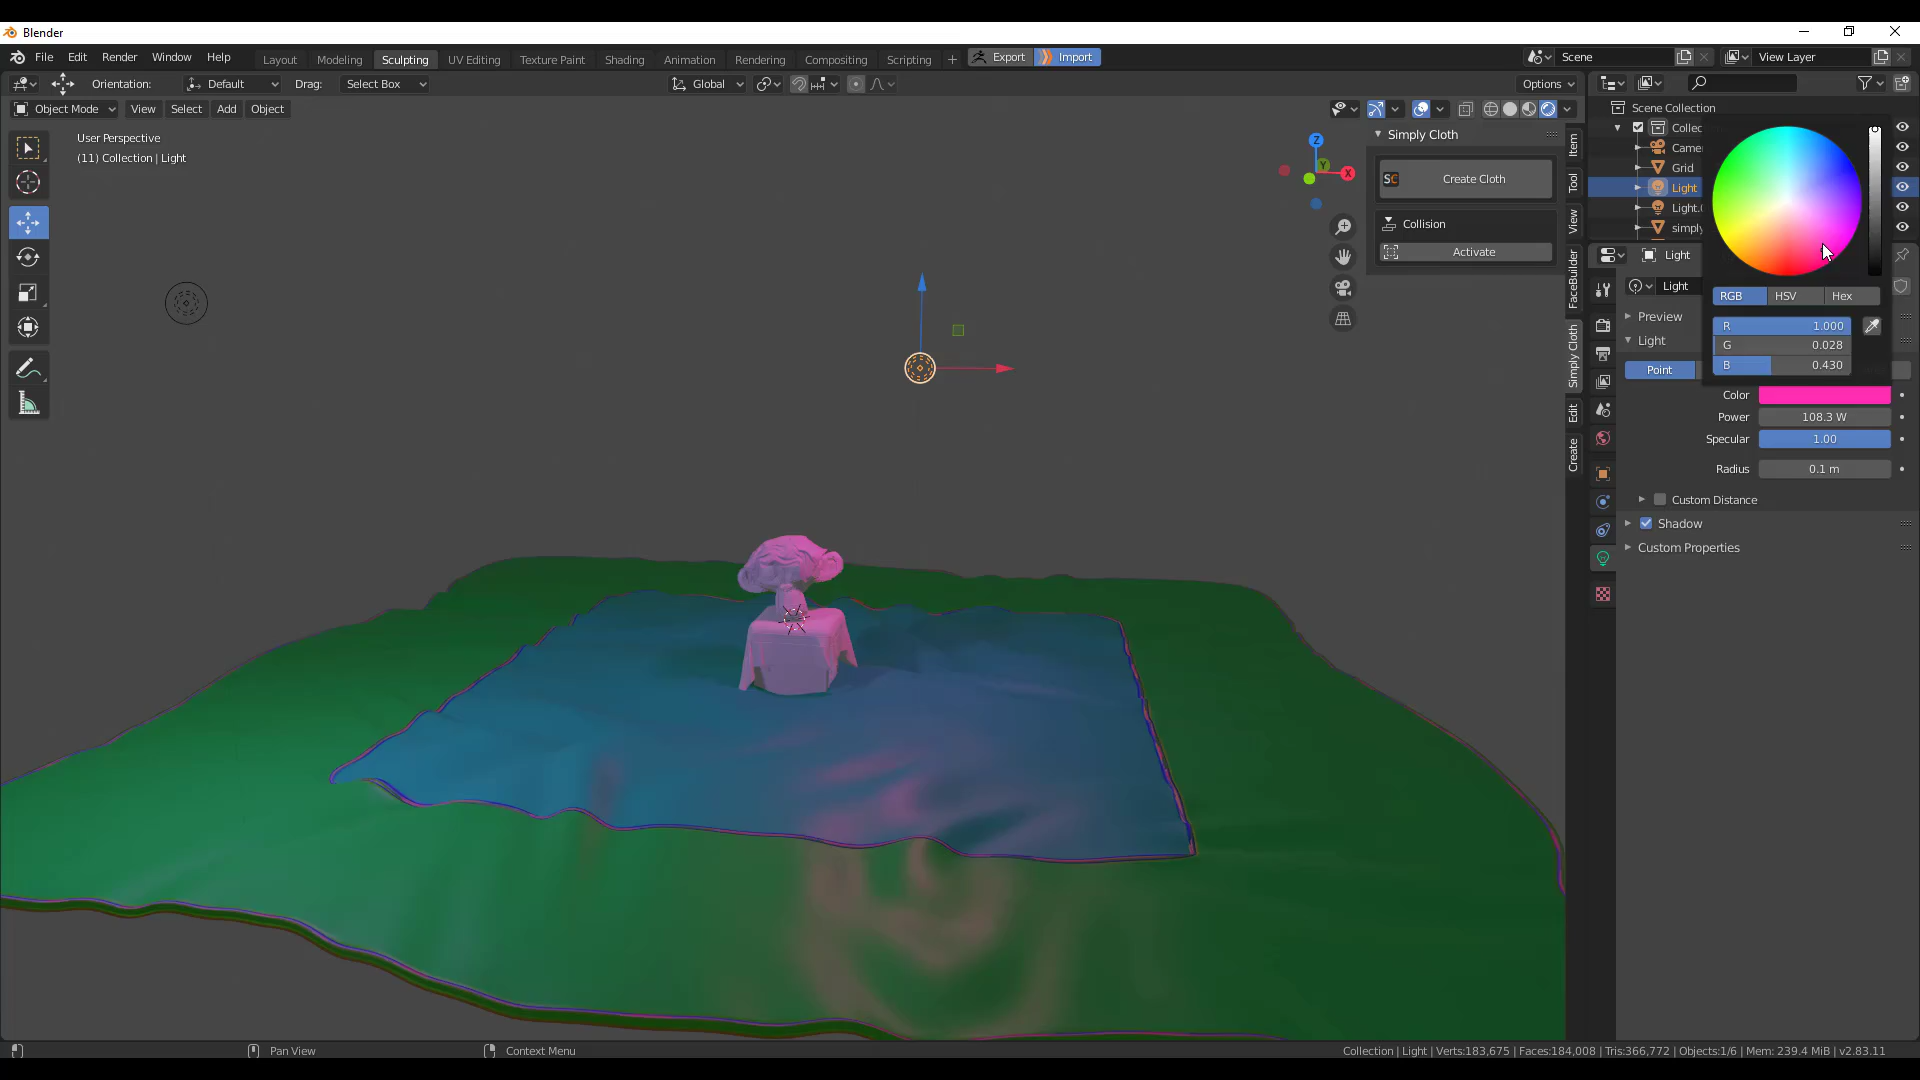 Blender
File Edit Render Window Help Layout Modeling Sculpting UV Editing Texture Paint Shading Animation Rendering Compositing Scripting + Export Import Scene View Layer
Orientation: Default Drag: Select Box Global Options
Object Mode View Select Add Object
Scene Collection
User Perspective
(11) Collection | Light
Simply Cloth
Collec
Came
Grid
Light
Light.
simply
SC Create Cloth
Collision
Activate
Z
Y
X
Item
Tool
View
FaceBuilder
Simply Cloth
Edit
Create
Light
Light
RGB HSV Hex
Preview
R 1.000
Light
G 0.028
B 0.430
Point
Color
Power 108.3 W
Specular 1.00
Radius 0.1 m
Custom Distance
Shadow
Custom Properties
Pan View Context Menu Collection | Light | Verts:183,675 | Faces:184,008 | Tris:366,772 | Objects:1/6 | Mem: 239.4 MiB | v2.83.11